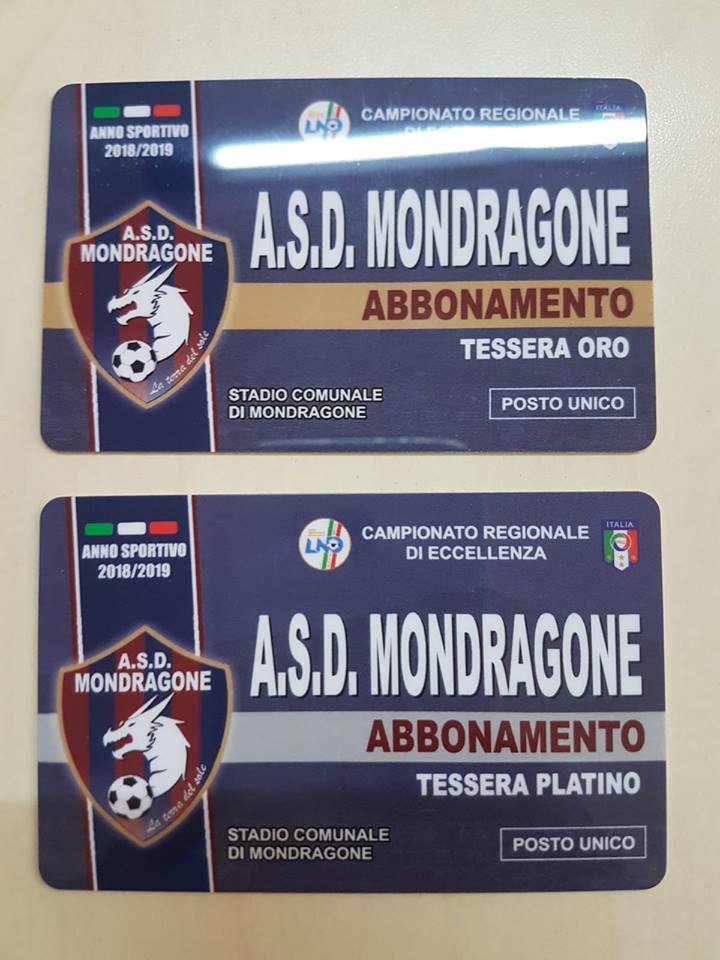 ANNO SPORTIVO
2018/2019
LND
CAMPIONATO REGIONALE
DI ECCELLENZA
ITALIA
A.S.D. MONDRAGONE
A.S.D.
MONDRAGONE
La terra del sole
ABBONAMENTO
TESSERA ORO
STADIO COMUNALE
DI MONDRAGONE
POSTO UNICO
ANNO SPORTIVO
2018/2019
LND
CAMPIONATO REGIONALE
DI ECCELLENZA
ITALIA
A.S.D. MONDRAGONE
A.S.D.
MONDRAGONE
La terra del sole
ABBONAMENTO
TESSERA PLATINO
STADIO COMUNALE
DI MONDRAGONE
POSTO UNICO